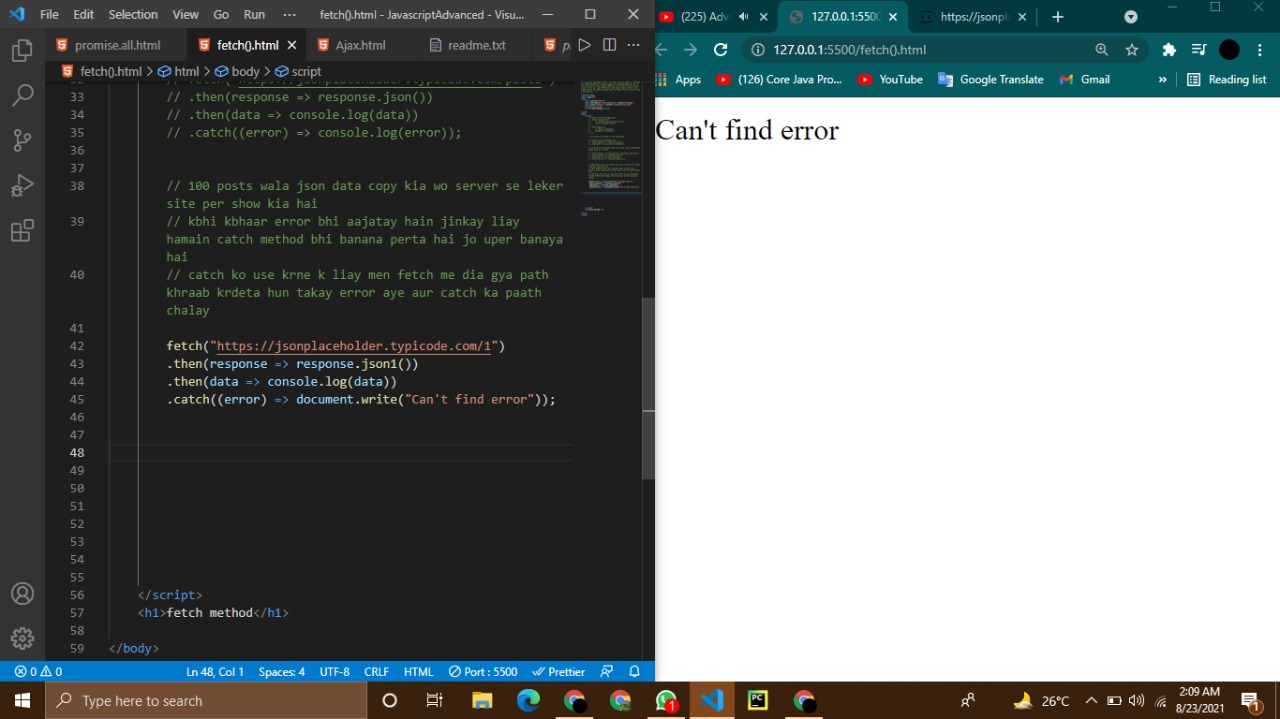 File Edit Selection View Go Run ··· fetch().html - JavascriptAdvanced - Visu...
promise.all.html fetch().html Ajax.html readme.txt
fetch().html > html > body > script
33 // .then(response => response.json())
34 // .then(data => console.log(data))
35 // .catch((error) => console.log(error));
36
37
38 // 100 posts wala json data copy kia wo server se leker
site per show kia hai
39 // kbhi kbhaar error bhi aajatay hain jinkay liay
hamain catch method bhi banana perta hai jo uper banaya
hai
40 // catch ko use krne k liay men fetch me dia gya path
khraab krdeta hun takay error aye aur catch ka paath
chalay
41
42 fetch("https://jsonplaceholder.typicode.com/1")
43 .then(response => response.json1())
44 .then(data => console.log(data))
45 .catch((error) => document.write("Can't find error"));
46
47
48
49
50
51
52
53
54
55
56 </script>
57 <h1>fetch method</h1>
58
59 </body>
0 0 Ln 48, Col 1 Spaces: 4 UTF-8 CRLF HTML Port : 5500 Prettier
(225) Adv 127.0.0.1:5500 https://jsonpl
127.0.0.1:5500/fetch().html
Apps (126) Core Java Pro... YouTube Google Translate Gmail » Reading list
Can't find error
Type here to search
1
PC
26°C
2:09 AM
8/23/2021
1